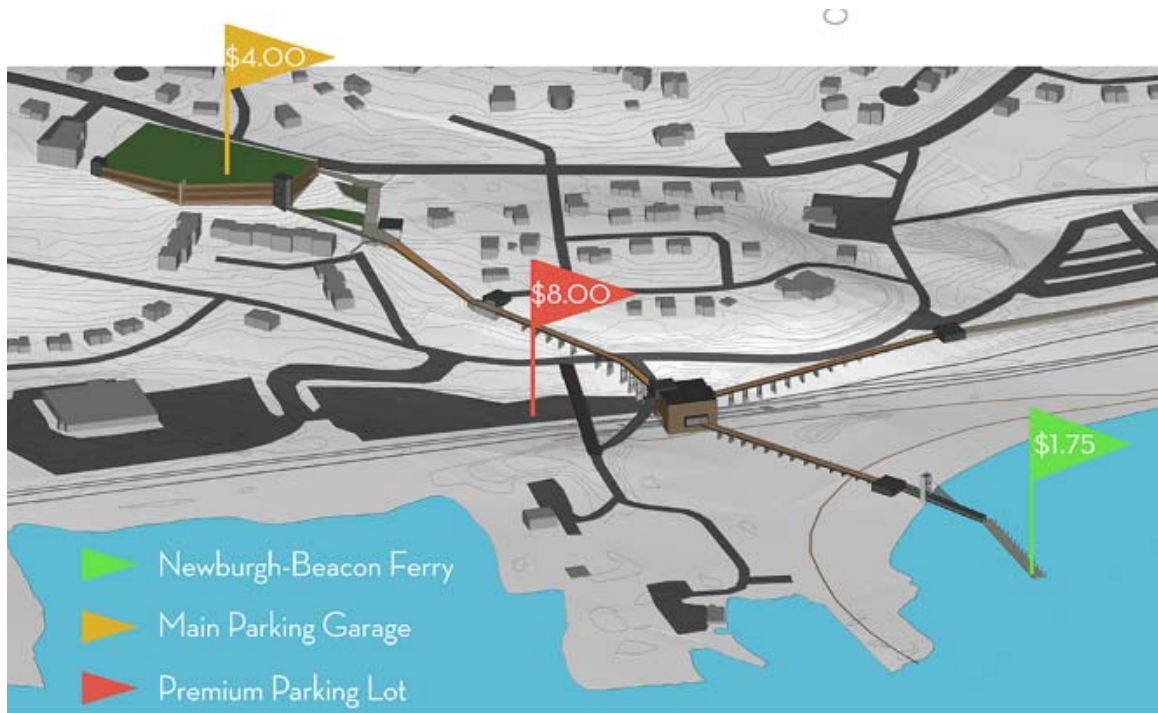 $4.00
$8.00
$1.75
Newburgh-Beacon Ferry
Main Parking Garage
Premium Parking Lot